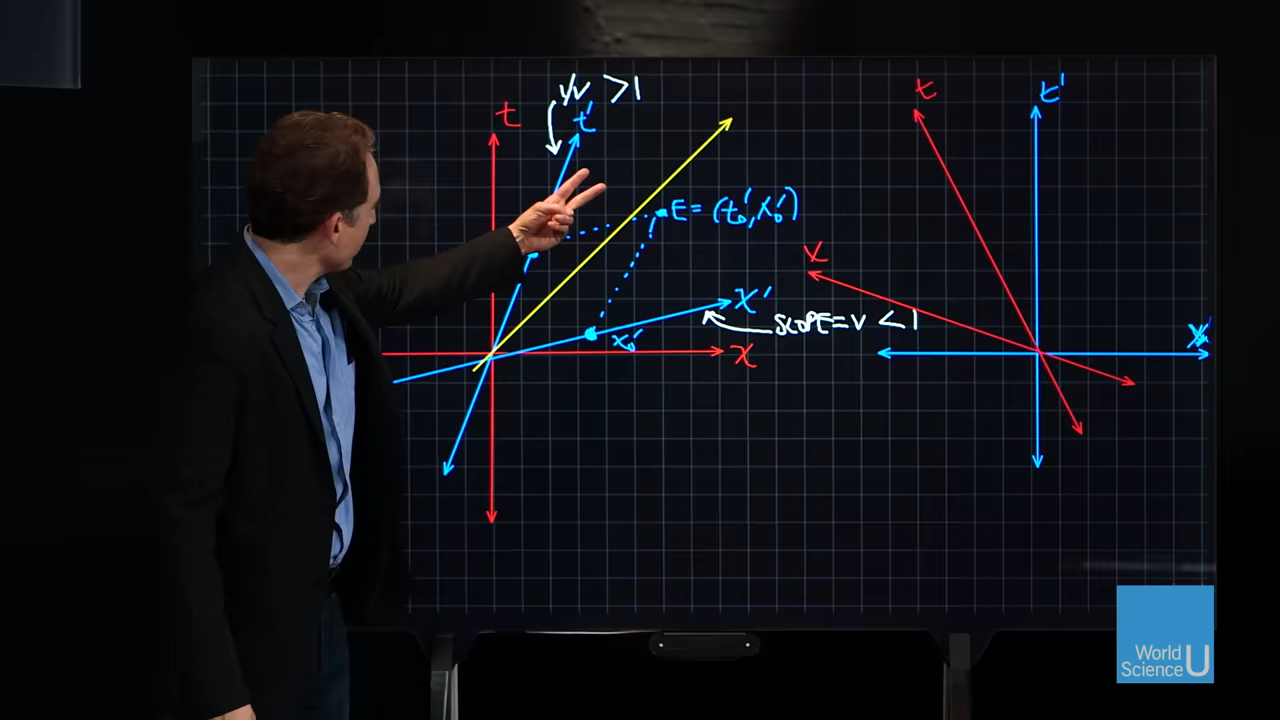 1/v >1
t
t'
E = (t₀', x₀')
x'
SLOPE = v < 1
x₀'
x
t
t'
x
World
Science U